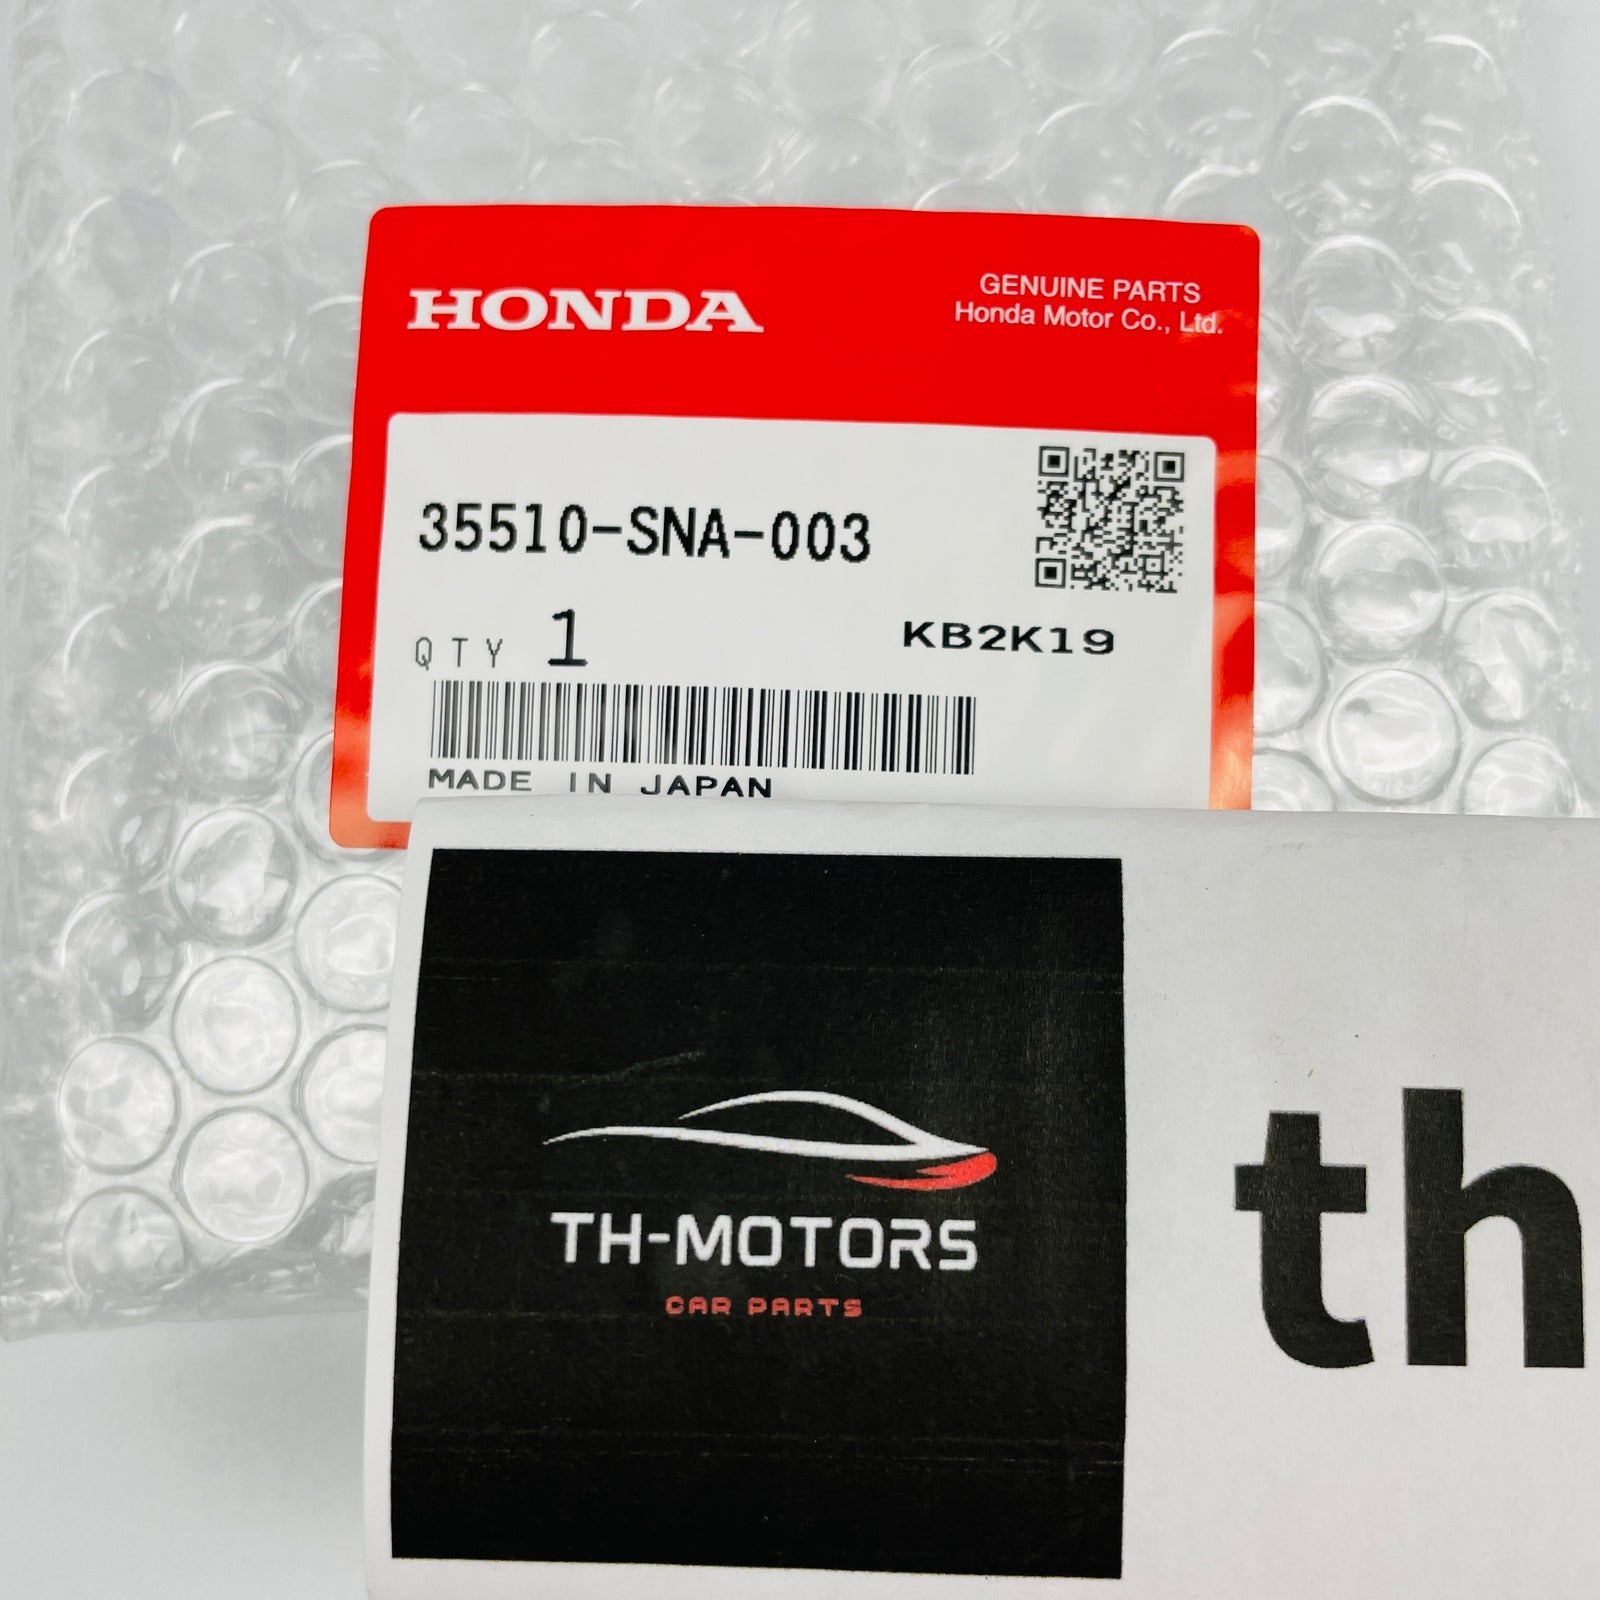 HONDA
GENUINE PARTS
Honda Motor Co., Ltd.
35510-SNA-003
QTY 1
KB2K19
MADE IN JAPAN
TH-MOTORS
CAR PARTS
th